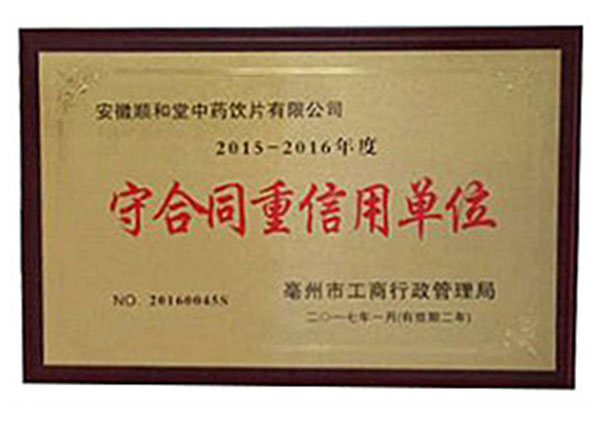 安徽顺和堂中药饮片有限公司
2015-2016年度
守合同重信用单位
NO. 20160045S
亳州市工商行政管理局
二〇一七年一月(有效期二年)